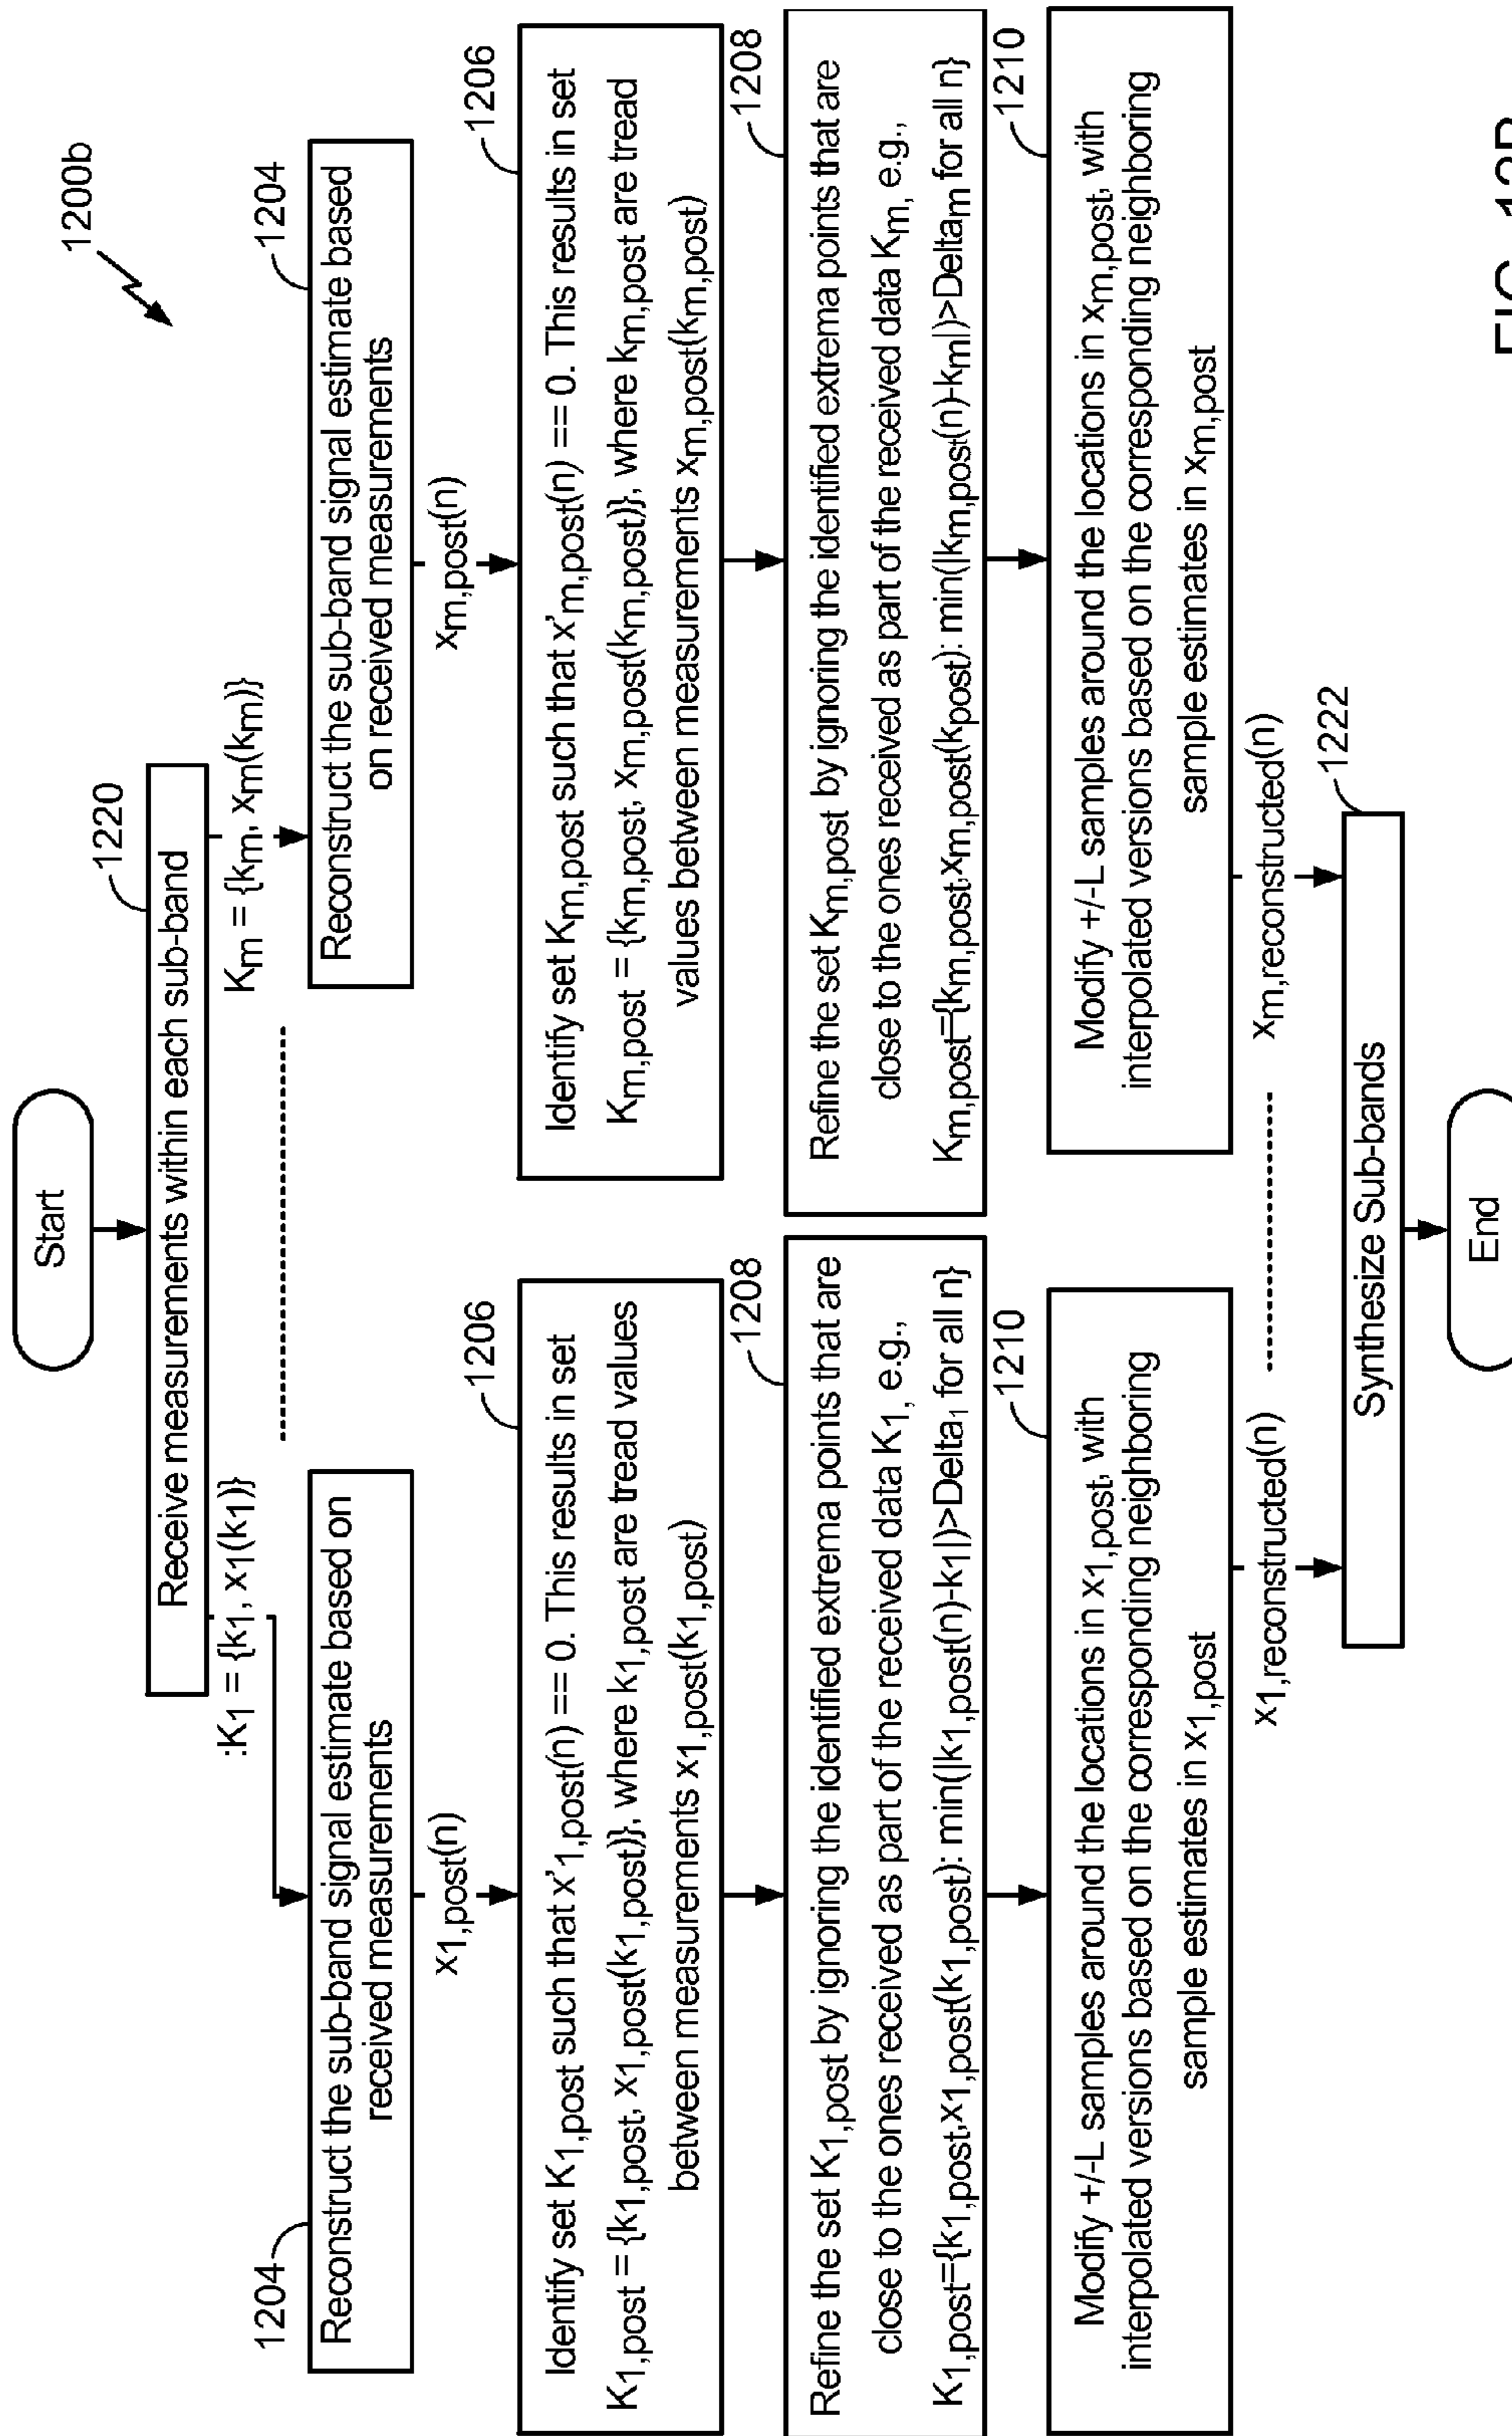 1200b
Start
1220
Receive measurements within each sub-band
:K1 = {k1, x1(k1)}
Km = {km, xm(km)}
1204
Reconstruct the sub-band signal estimate based on
received measurements
1204
Reconstruct the sub-band signal estimate based
on received measurements
x1,post(n)
xm,post(n)
1206
Identify set K1,post such that x'1,post(n) == 0. This results in set
K1,post = {k1,post, x1,post(k1,post)}, where k1,post are tread values
between measurements x1,post(k1,post)
1206
Identify set Km,post such that x'm,post(n) == 0. This results in set
Km,post = {km,post, xm,post(km,post)}, where km,post are tread
values between measurements xm,post(km,post)
1208
Refine the set K1,post by ignoring the identified extrema points that are
close to the ones received as part of the received data K1, e.g.,
K1,post={k1,post,x1,post(k1,post): min(|k1,post(n)-k1|)>Delta1 for all n}
1208
Refine the set Km,post by ignoring the identified extrema points that are
close to the ones received as part of the received data Km, e.g.,
Km,post={km,post,xm,post(kpost): min(|km,post(n)-km|)>Deltam for all n}
1210
Modify +/-L samples around the locations in x1,post, with
interpolated versions based on the corresponding neighboring
sample estimates in x1,post
1210
Modify +/-L samples around the locations in xm,post, with
interpolated versions based on the corresponding neighboring
sample estimates in xm,post
x1,reconstructed(n)
xm,reconstructed(n)
1222
Synthesize Sub-bands
End
FIG. 12B